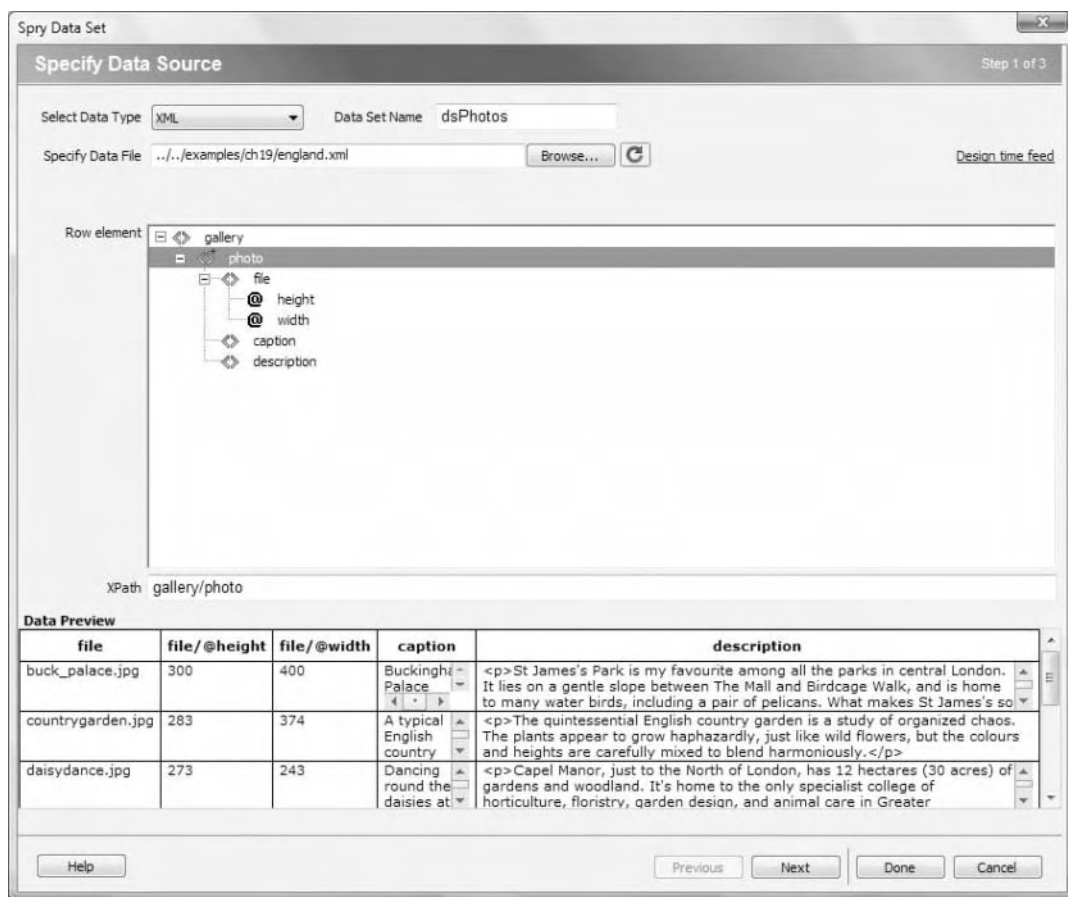 Spry Data Set
Specify Data Source Step 1 of 3
Select Data Type XML Data Set Name dsPhotos
Specify Data File ../../examples/ch19/england.xml Browse... Design time feed
Row element gallery
photo
file
@ height
@ width
caption
description
XPath gallery/photo
Data Preview
file file/@height file/@width caption description
buck_palace.jpg 300 400 Buckingha <p>St James's Park is my favourite among all the parks in central London.
Palace It lies on a gentle slope between The Mall and Birdcage Walk, and is home
to many water birds, including a pair of pelicans. What makes St James's so
countrygarden.jpg 283 374 A typical <p>The quintessential English country garden is a study of organized chaos.
English The plants appear to grow haphazardly, just like wild flowers, but the colours
country and heights are carefully mixed to blend harmoniously.</p>
daisydance.jpg 273 243 Dancing <p>Capel Manor, just to the North of London, has 12 hectares (30 acres) of
round the gardens and woodland. It's home to the only specialist college of
daisies at horticulture, floristry, garden design, and animal care in Greater
Help Previous Next Done Cancel